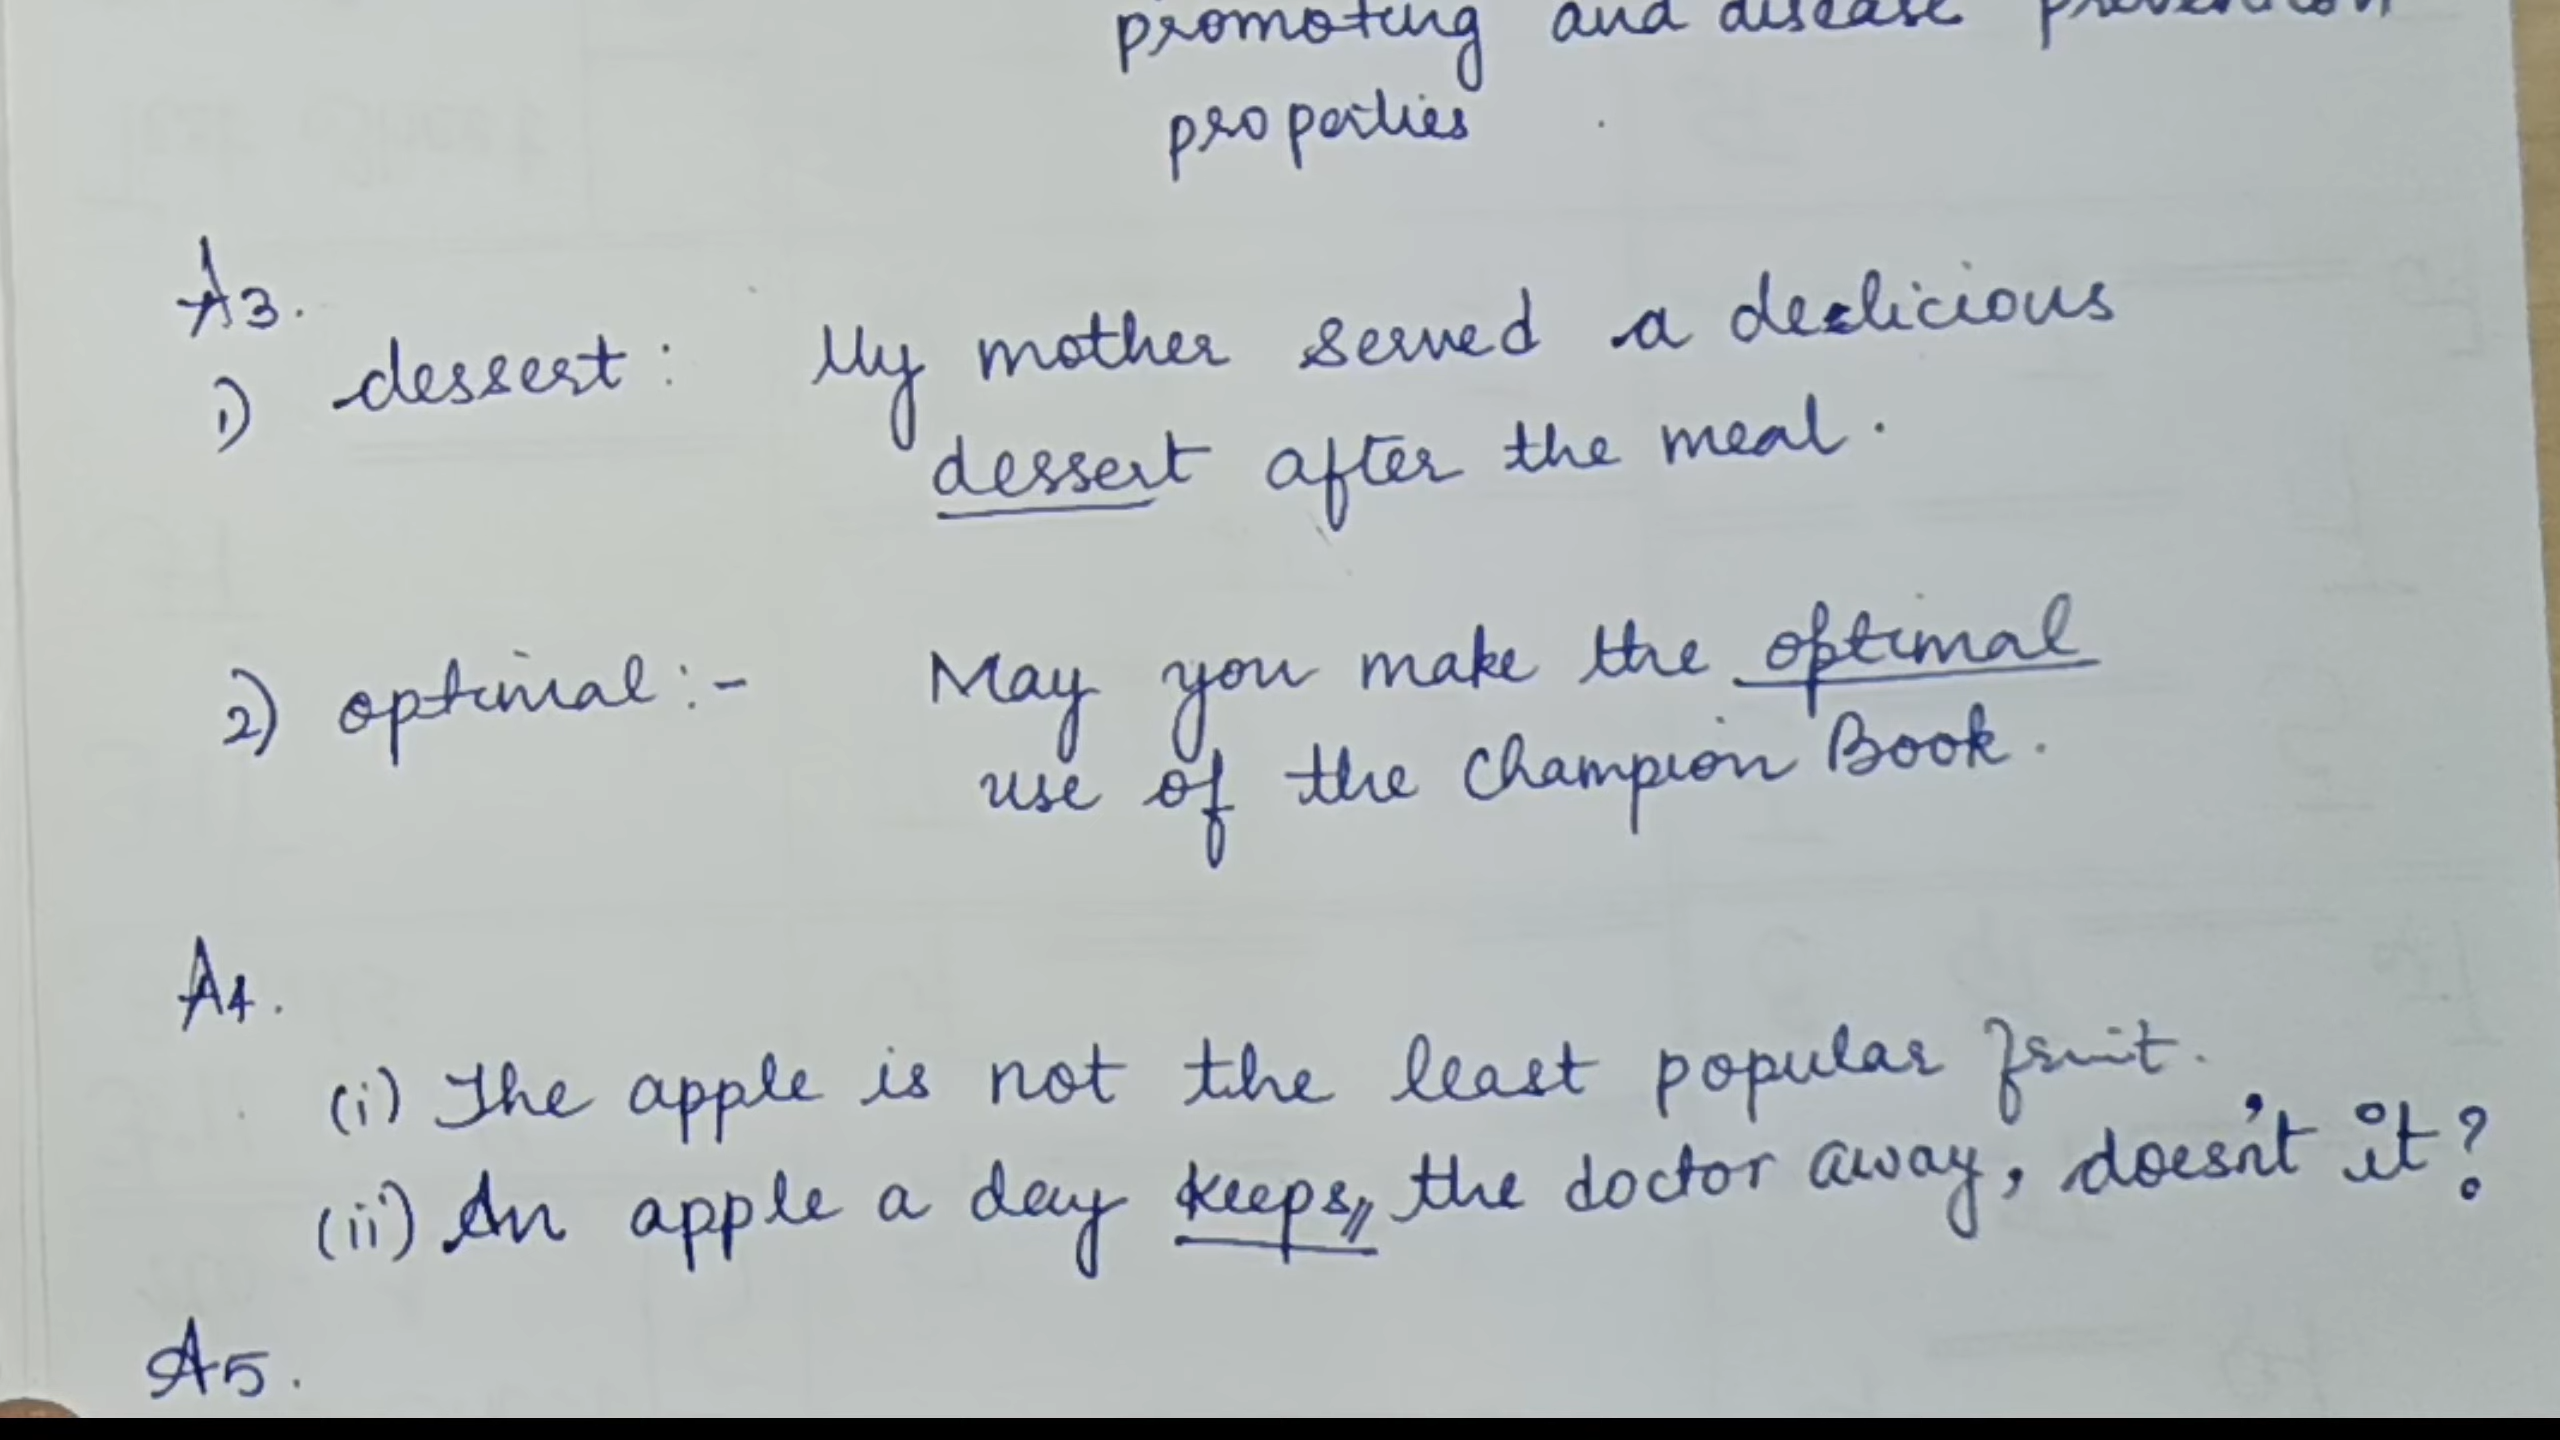 promoting and disease prevention
properties
A3.
1) dessert : My mother served a delicious
dessert after the meal.
2) optimal :- May you make the optimal
use of the Champion Book.
A4.
(i) The apple is not the least popular fruit.
(ii) An apple a day keeps,, the doctor away, doesn't it?
A5.